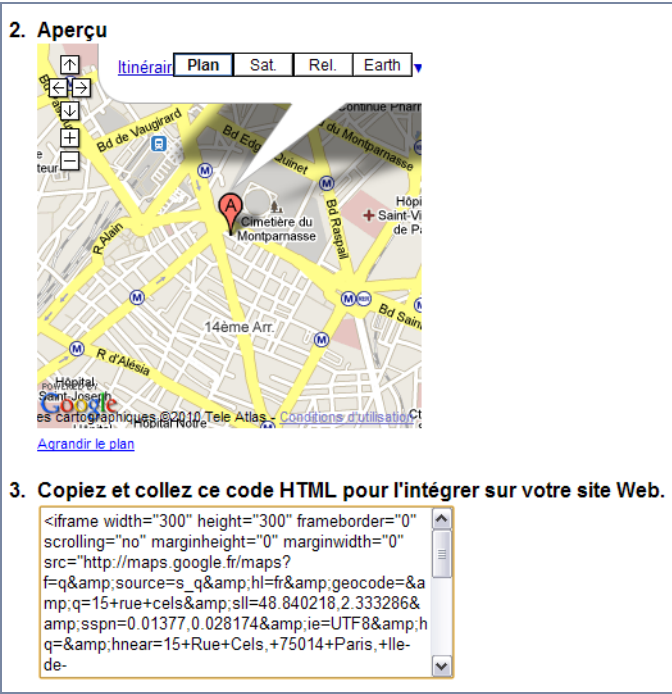 2. Aperçu
Itinérair Plan Sat. Rel. Earth
Continue Pharm
Bd de Vaugirard
Bd Edg Quinet
du Montparnasse
teur
Hôpi
Saint-Vi
de Pa
Cimetière du
Montparnasse
Bd Raspail
R Alain
A
M
14ème Arr.
Bd Sain
R d'Alésia
POWERED BY
Hôpital
Saint-Joseph
Google
es cartographiques ©2010 Tele Atlas - Conditions d'utilisation
Hôpital Notre
Agrandir le plan
3. Copiez et collez ce code HTML pour l'intégrer sur votre site Web.
<iframe width="300" height="300" frameborder="0"
scrolling="no" marginheight="0" marginwidth="0"
src="http://maps.google.fr/maps?
f=q&amp;source=s_q&amp;hl=fr&amp;geocode=&a
mp;q=15+rue+cels&amp;sll=48.840218,2.333286&
amp;sspn=0.01377,0.028174&amp;ie=UTF8&amp;h
q=&amp;hnear=15+Rue+Cels,+75014+Paris,+Ile-
de-